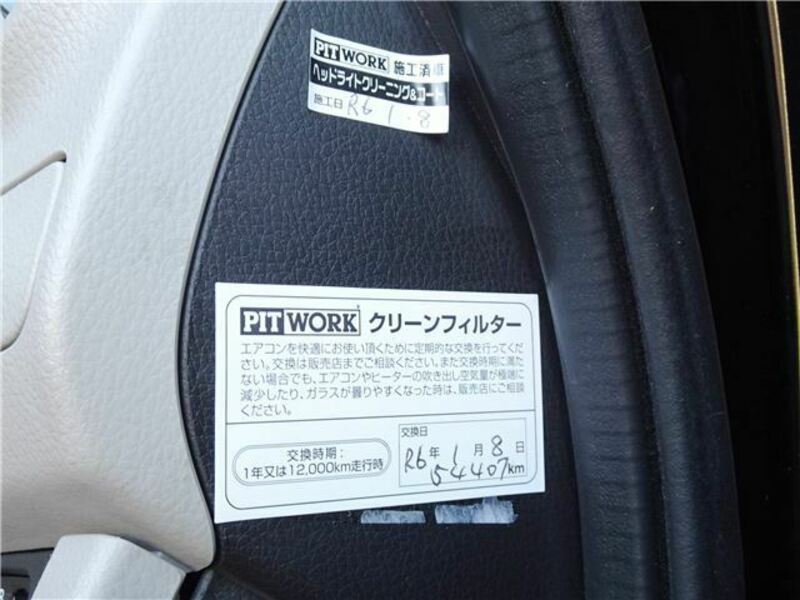 PIT WORK 施工済車
ヘッドライトクリーニング&コート
施工日 R6 1.8
PIT WORK クリーンフィルター
エアコンを快適にお使い頂くために定期的な交換を行ってくだ
さい。交換は販売店までご相談ください。また交換時期に満た
ない場合でも、エアコンやヒーターの吹き出し空気量が極端に
減少したり、ガラスが曇りやすくなった時は、販売店にご相談
ください。
交換時期:
1年又は12,000km走行時
交換日
R6年 1月 8日
54407km